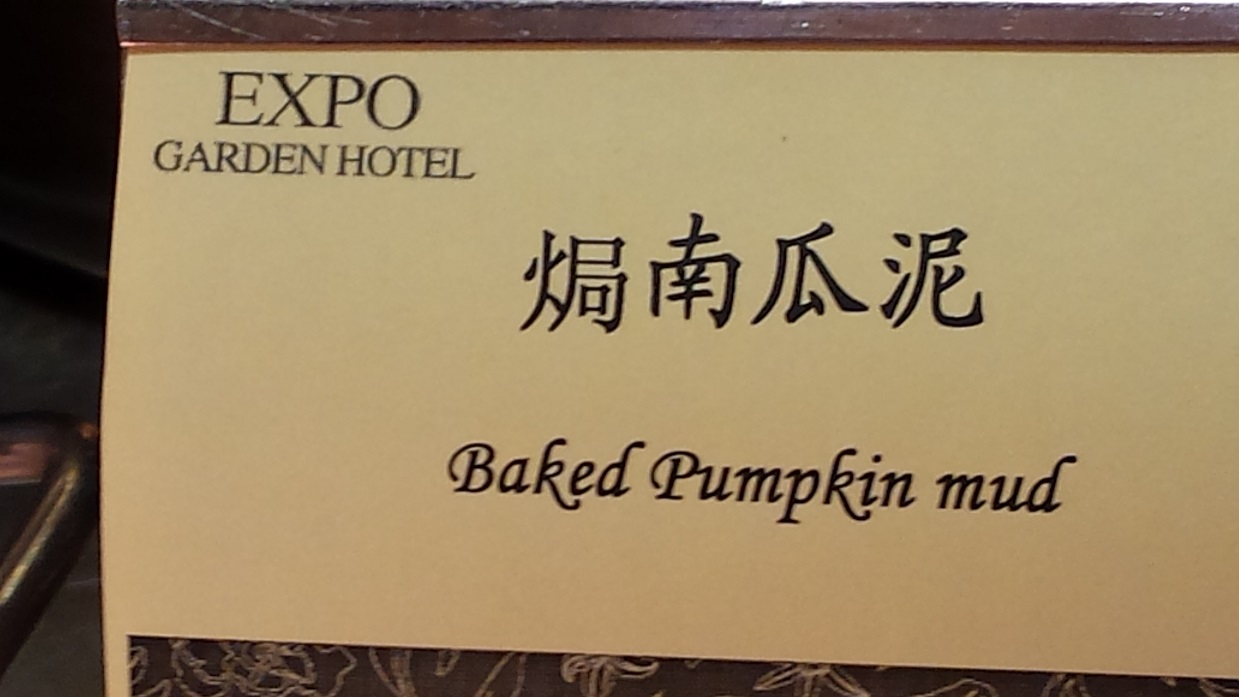 EXPO
GARDEN HOTEL
焗南瓜泥
Baked Pumpkin mud